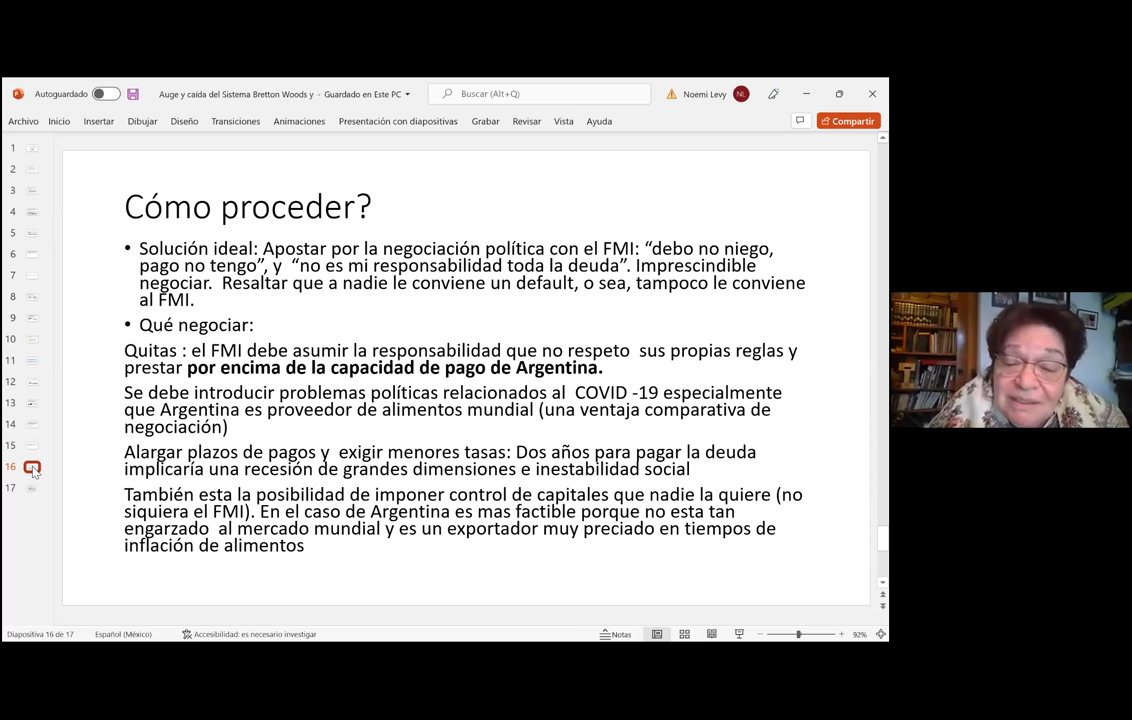 Autoguardado
Auge y caída del Sistema Bretton Woods y - Guardado en Este PC
Buscar (Alt+Q)
Noemi Levy
NL
Archivo Inicio Insertar Dibujar Diseño Transiciones Animaciones Presentación con diapositivas Grabar Revisar Vista Ayuda
Compartir
1
2
3
4
5
6
7
8
9
10
11
12
13
14
15
16
17
Cómo proceder?
• Solución ideal: Apostar por la negociación política con el FMI: “debo no niego,
pago no tengo”, y “no es mi responsabilidad toda la deuda”. Imprescindible
negociar. Resaltar que a nadie le conviene un default, o sea, tampoco le conviene
al FMI.
• Qué negociar:
Quitas : el FMI debe asumir la responsabilidad que no respeto sus propias reglas y
prestar por encima de la capacidad de pago de Argentina.
Se debe introducir problemas políticas relacionados al COVID -19 especialmente
que Argentina es proveedor de alimentos mundial (una ventaja comparativa de
negociación)
Alargar plazos de pagos y exigir menores tasas: Dos años para pagar la deuda
implicaría una recesión de grandes dimensiones e inestabilidad social
También esta la posibilidad de imponer control de capitales que nadie la quiere (no
siquiera el FMI). En el caso de Argentina es mas factible porque no esta tan
engarzado al mercado mundial y es un exportador muy preciado en tiempos de
inflación de alimentos
Diapositiva 16 de 17 Español (México) Accesibilidad: es necesario investigar Notas 92%